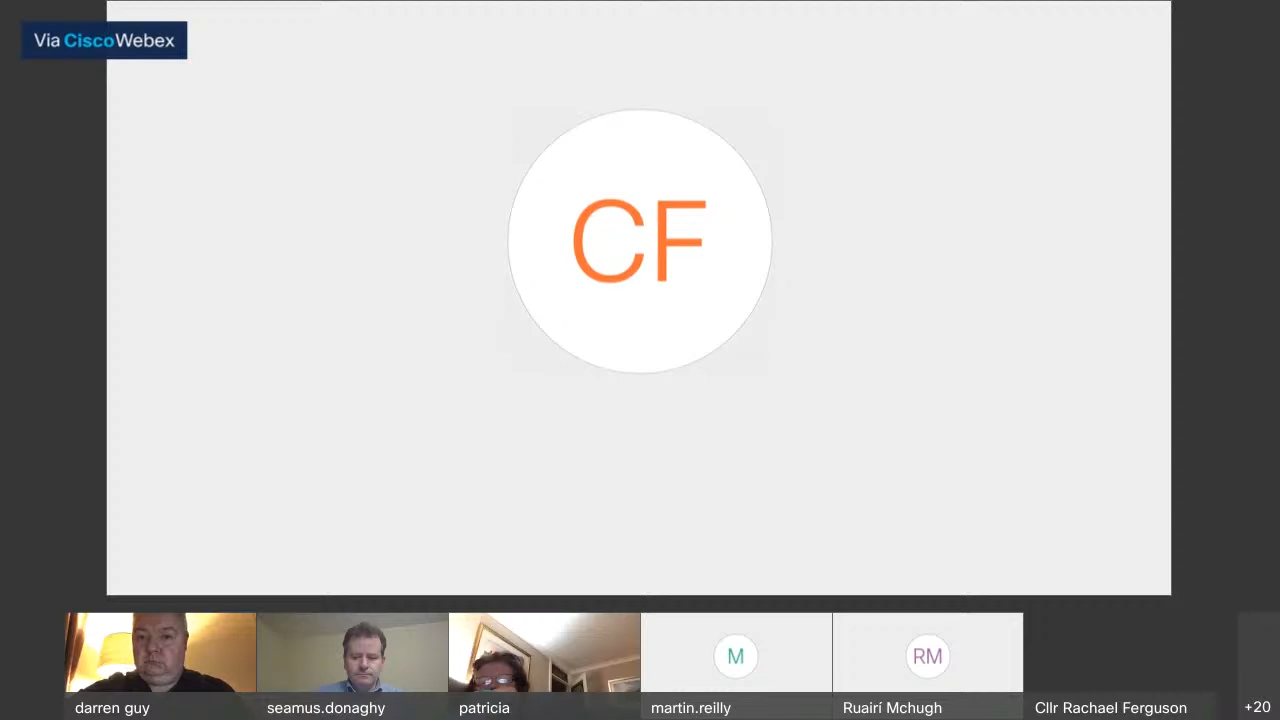 Via CiscoWebex
CF
M
RM
darren guy
seamus.donaghy
patricia
martin.reilly
Ruairí Mchugh
Cllr Rachael Ferguson
+20